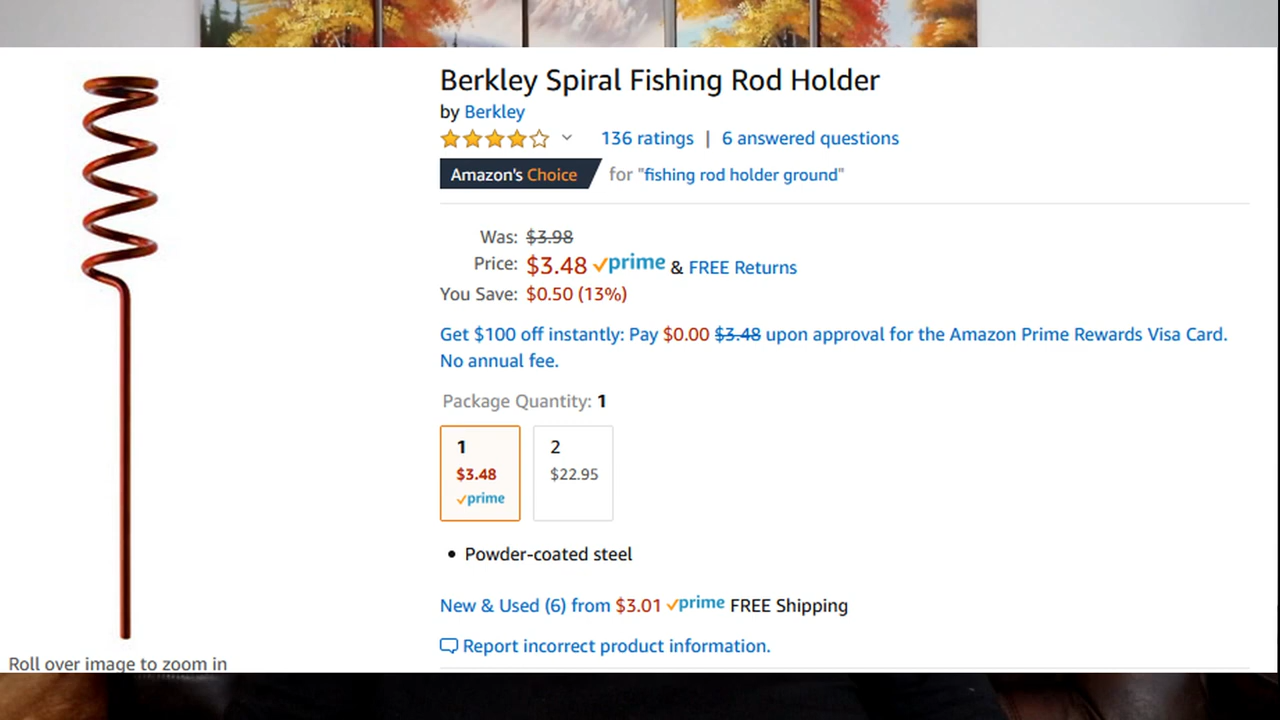 Berkley Spiral Fishing Rod Holder
by Berkley
136 ratings | 6 answered questions
Amazon's Choice for "fishing rod holder ground"
Was: $3.98
Price: $3.48 prime & FREE Returns
You Save: $0.50 (13%)
Get $100 off instantly: Pay $0.00 $3.48 upon approval for the Amazon Prime Rewards Visa Card.
No annual fee.
Package Quantity: 1
1 2
$3.48 $22.95
prime
• Powder-coated steel
New & Used (6) from $3.01 prime FREE Shipping
Report incorrect product information.
Roll over image to zoom in